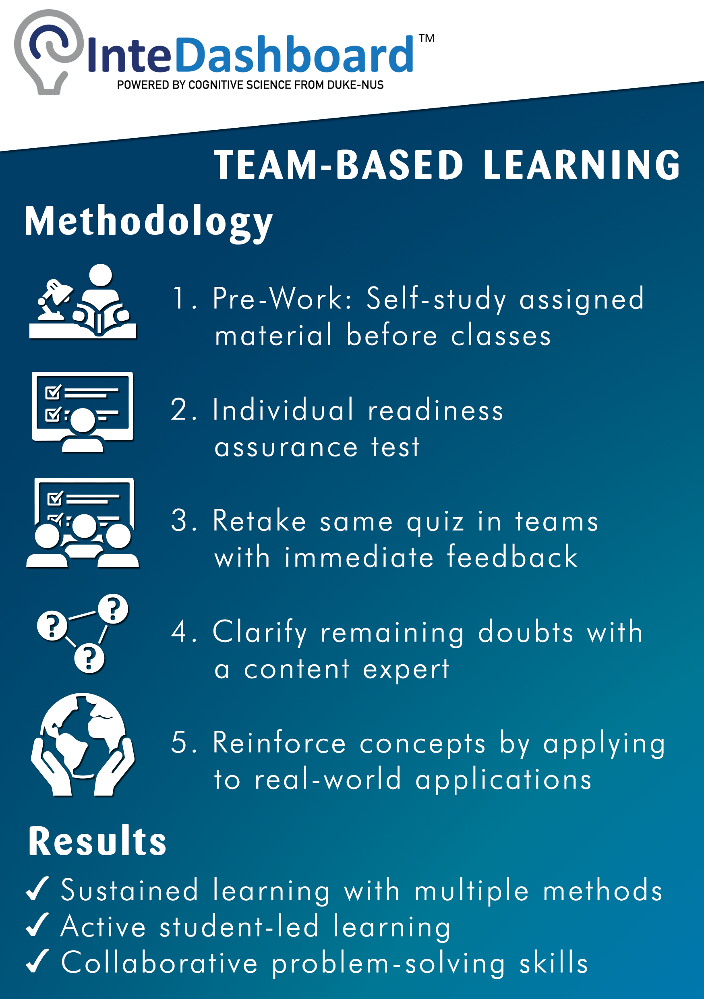 InteDashboard™
POWERED BY COGNITIVE SCIENCE FROM DUKE-NUS
TEAM-BASED LEARNING
Methodology
1. Pre-Work: Self-study assigned
material before classes
2. Individual readiness
assurance test
3. Retake same quiz in teams
with immediate feedback
? ? ?
4. Clarify remaining doubts with
a content expert
5. Reinforce concepts by applying
to real-world applications
Results
✓ Sustained learning with multiple methods
✓ Active student-led learning
✓ Collaborative problem-solving skills